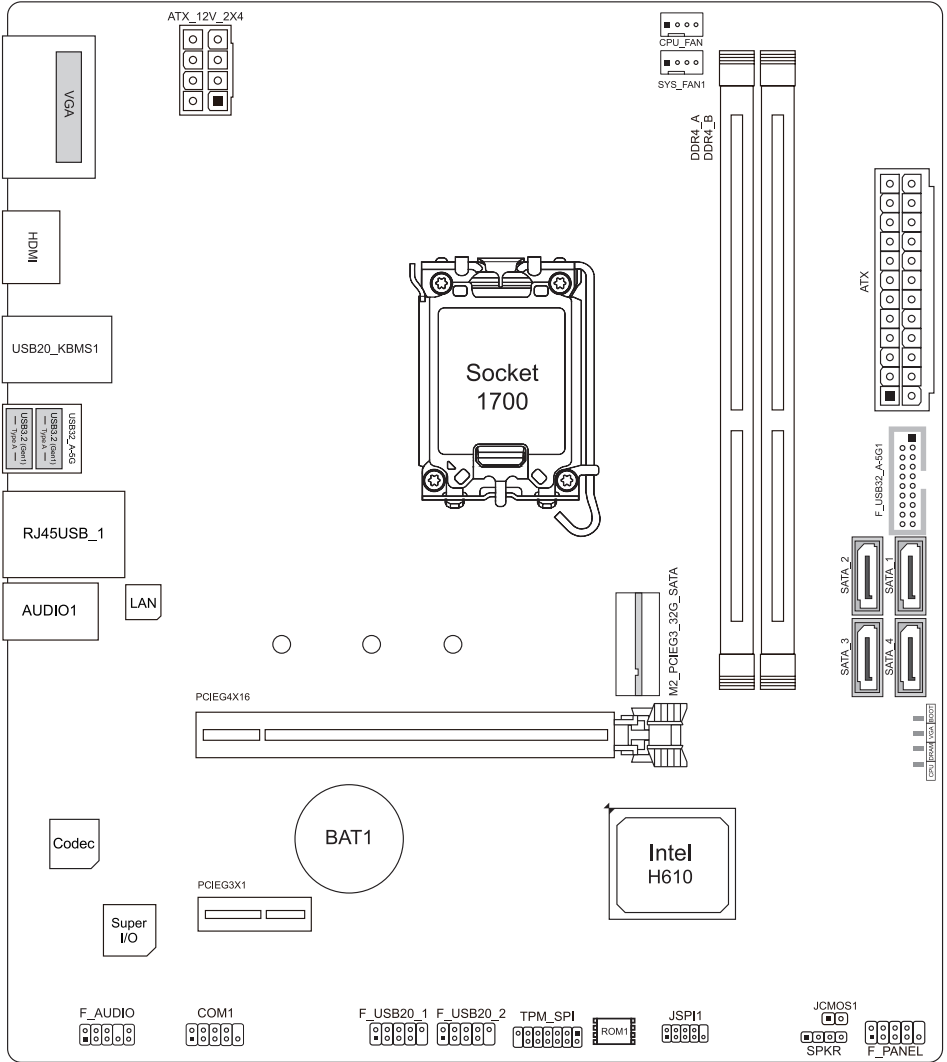 ATX_12V_2X4
CPU_FAN
SYS_FAN1
VGA
DDR4_A
DDR4_B
HDMI
ATX
USB20_KBMS1
Socket
1700
USB32_A-5G
USB3.2 (Gen1)
Type A
USB3.2 (Gen1)
Type A
F_USB32_A-5G1
RJ45USB_1
SATA_2
SATA_1
AUDIO1
LAN
M2_PCIEG3_32G_SATA
SATA_3
SATA_4
PCIEG4X16
BOOT
VGA
DRAM
CPU
BAT1
Codec
Intel
H610
PCIEG3X1
Super
I/O
F_AUDIO
COM1
F_USB20_1
F_USB20_2
TPM_SPI
ROM1
JSPI1
JCMOS1
SPKR
F_PANEL